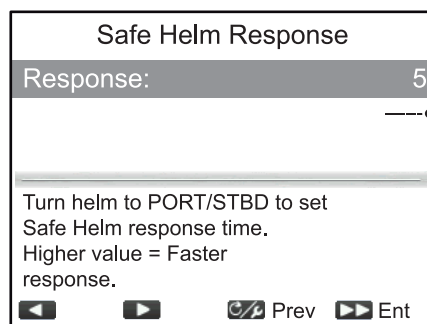 Safe Helm Response
Response: 5
Turn helm to PORT/STBD to set
Safe Helm response time.
Higher value = Faster
response.
Prev Ent